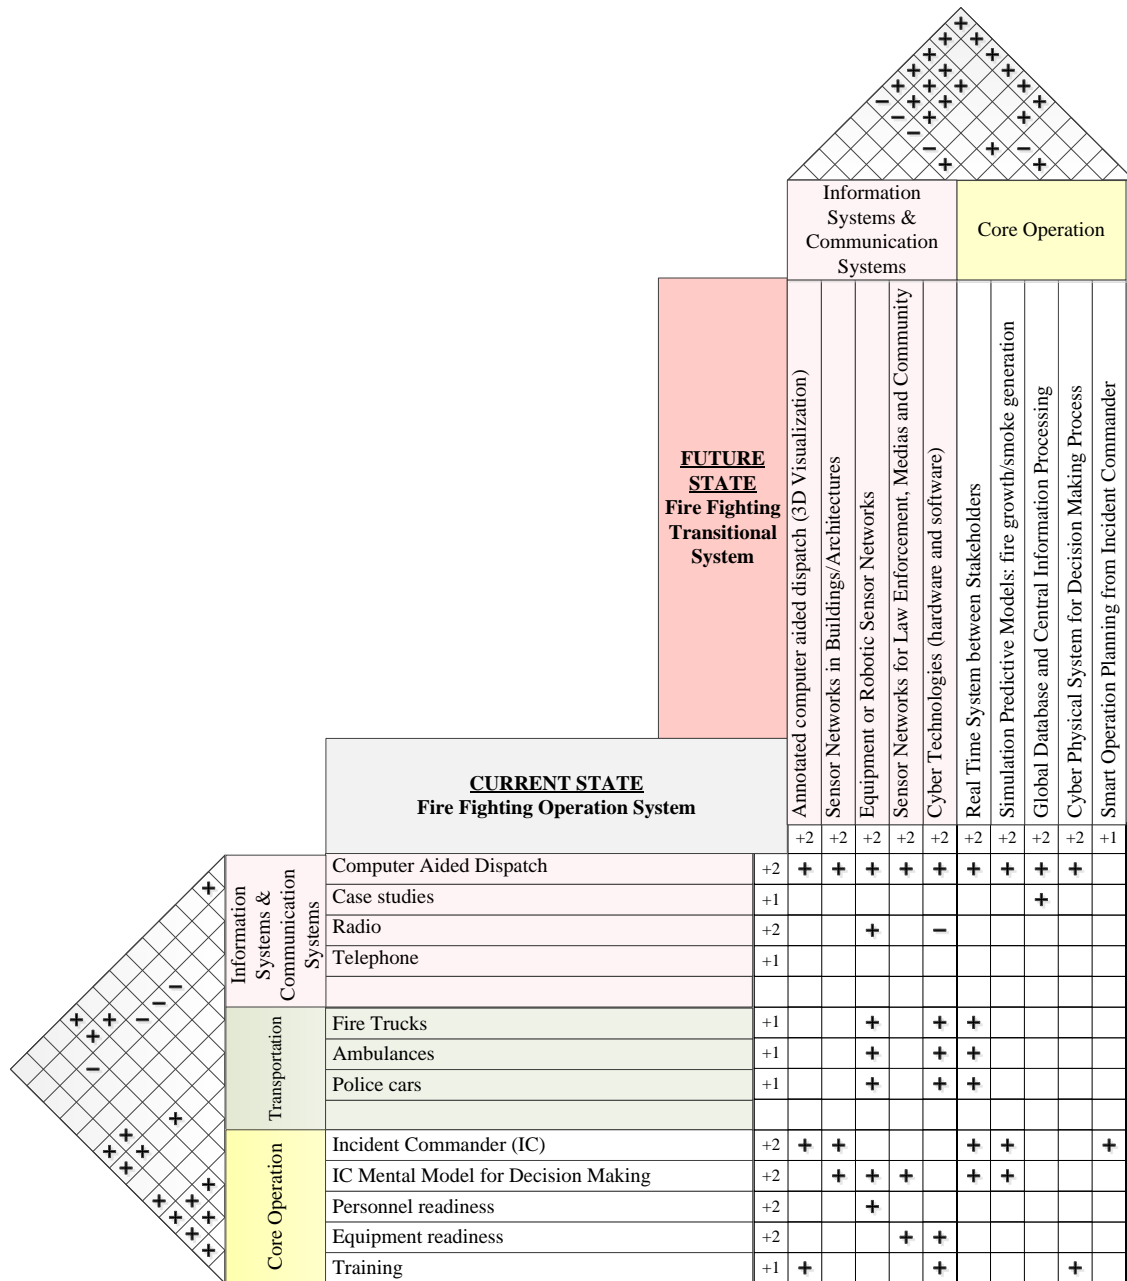 Information
Systems &
Communication
Systems
Core Operation
FUTURE
STATE
Fire Fighting
Transitional
System
Annotated computer aided dispatch (3D Visualization)
Sensor Networks in Buildings/Architectures
Equipment or Robotic Sensor Networks
Sensor Networks for Law Enforcement, Medias and Community
Cyber Technologies (hardware and software)
Real Time System between Stakeholders
Simulation Predictive Models: fire growth/smoke generation
Global Database and Central Information Processing
Cyber Physical System for Decision Making Process
Smart Operation Planning from Incident Commander
CURRENT STATE
Fire Fighting Operation System
+2 +2 +2 +2 +2 +2 +2 +2 +2 +1
Information
Systems &
Communication
Systems
Computer Aided Dispatch +2 + + + + + + + + +
Case studies +1 +
Radio +2 + −
Telephone +1
Transportation
Fire Trucks +1 + + +
Ambulances +1 + + +
Police cars +1 + + +
Core Operation
Incident Commander (IC) +2 + + + + +
IC Mental Model for Decision Making +2 + + + + +
Personnel readiness +2 +
Equipment readiness +2 + +
Training +1 + + +